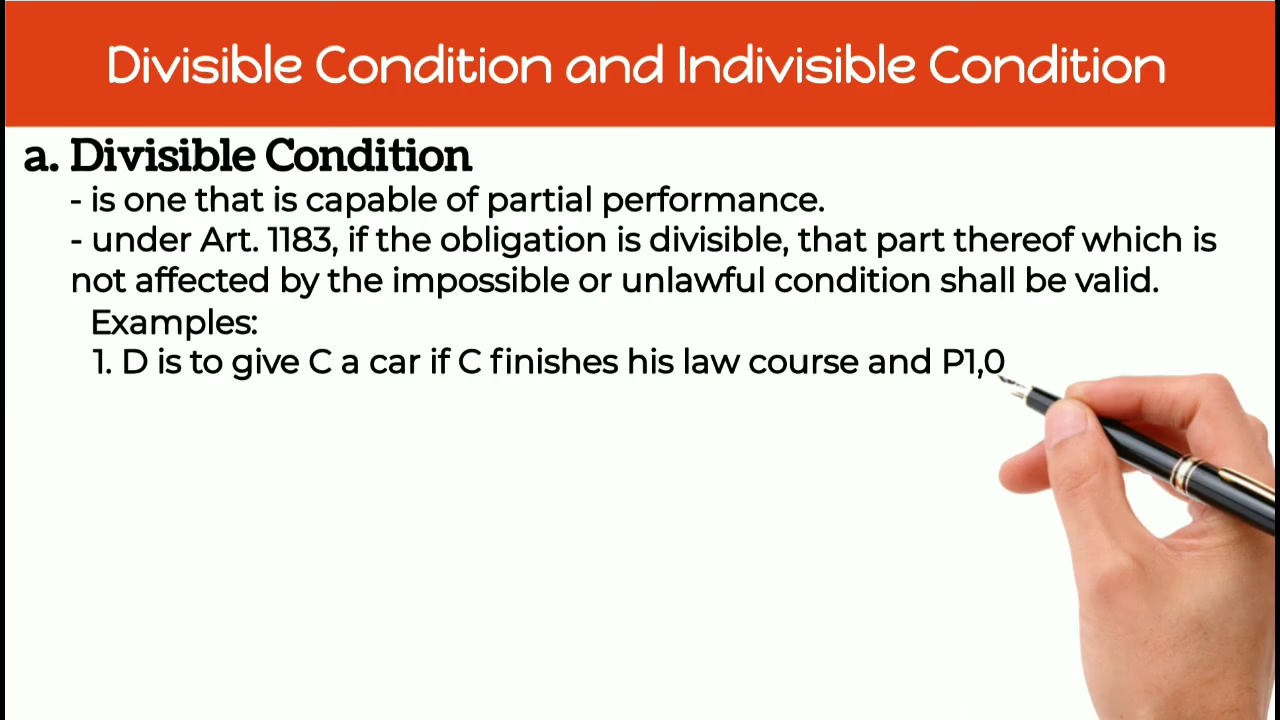 Divisible Condition and Indivisible Condition
a. Divisible Condition
- is one that is capable of partial performance.
- under Art. 1183, if the obligation is divisible, that part thereof which is
not affected by the impossible or unlawful condition shall be valid.
Examples:
1. D is to give C a car if C finishes his law course and P1,0